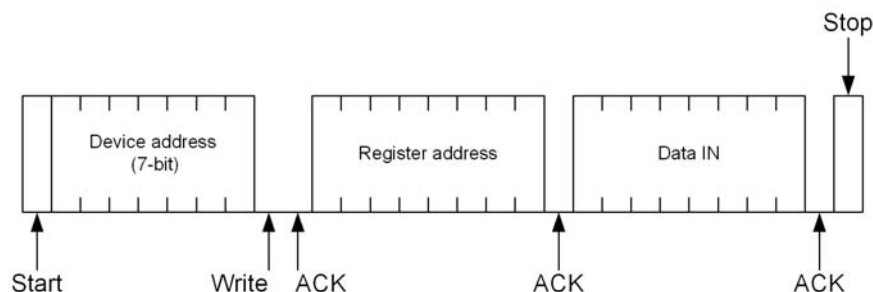 Stop
Device address
(7-bit)
Register address
Data IN
Start
Write
ACK
ACK
ACK